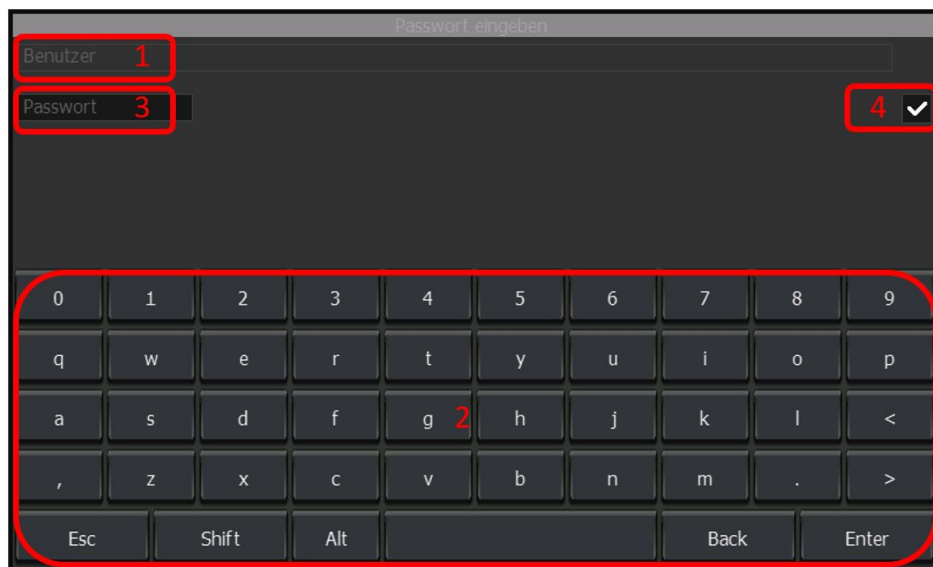 Passwort eingeben
Benutzer 1
Passwort 3 4
0 1 2 3 4 5 6 7 8 9
q w e r t y u i o p
a s d f g 2 h j k l <
, z x c v b n m . >
Esc Shift Alt Back Enter